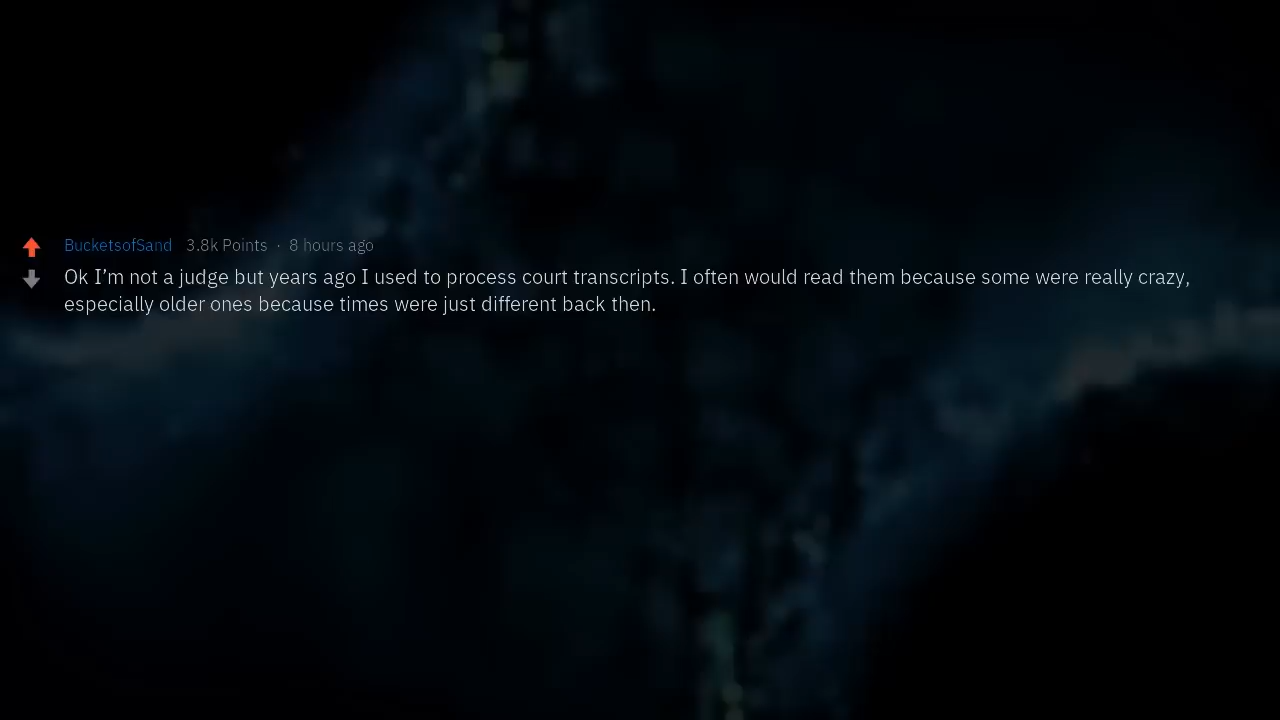 BucketsofSand 3.8k Points · 8 hours ago
Ok I’m not a judge but years ago I used to process court transcripts. I often would read them because some were really crazy,
especially older ones because times were just different back then.